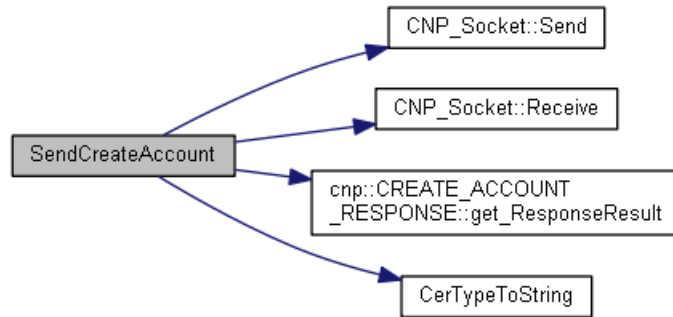 CNP_Socket::Send
CNP_Socket::Receive
SendCreateAccount
cnp::CREATE_ACCOUNT
_RESPONSE::get_ResponseResult
CerTypeToString